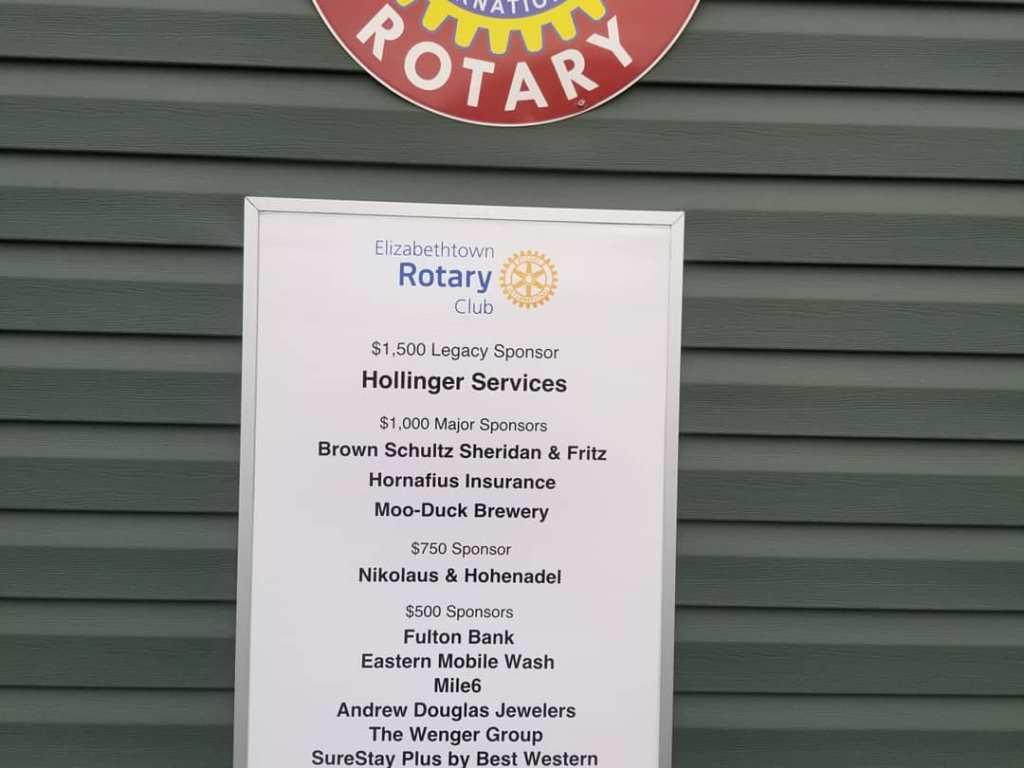 RNATIO
ROTARY
Elizabethtown
Rotary
Club
$1,500 Legacy Sponsor
Hollinger Services
$1,000 Major Sponsors
Brown Schultz Sheridan & Fritz
Hornafius Insurance
Moo-Duck Brewery
$750 Sponsor
Nikolaus & Hohenadel
$500 Sponsors
Fulton Bank
Eastern Mobile Wash
Mile6
Andrew Douglas Jewelers
The Wenger Group
SureStay Plus by Best Western